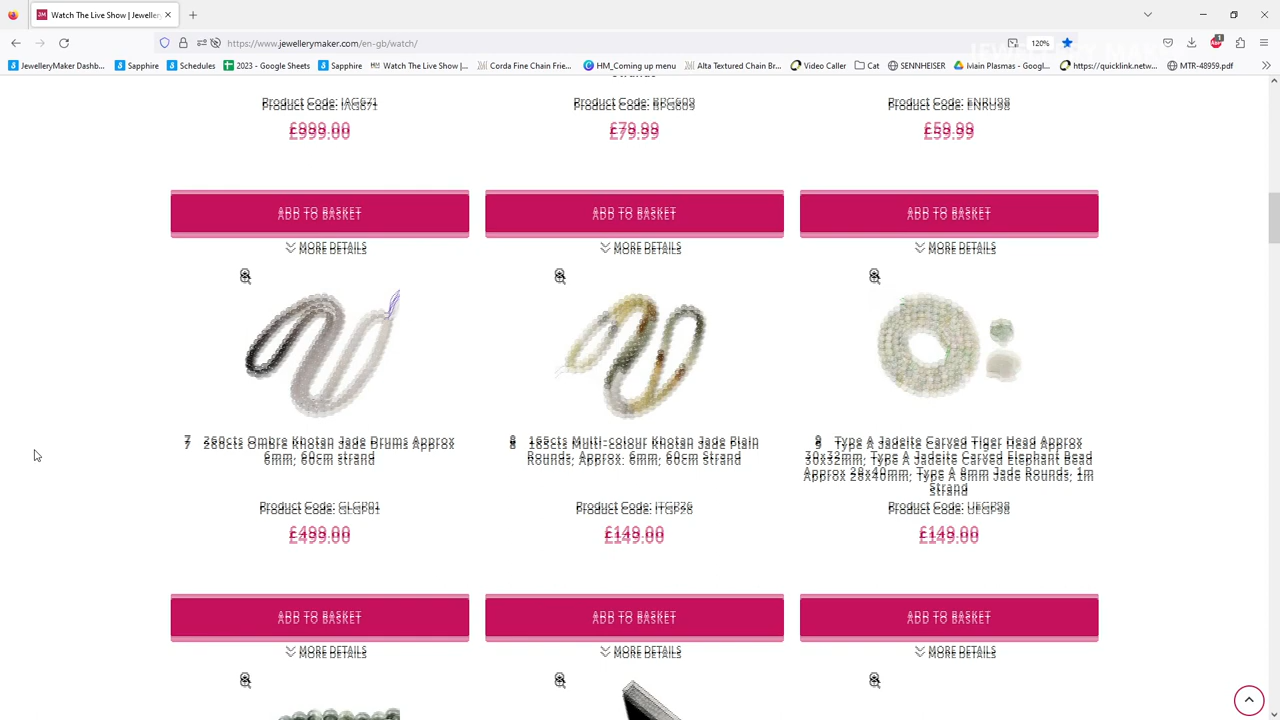 Watch The Live Show | Jeweller
https://www.jewellerymaker.com/en-gb/watch/
120%
JewelleryMaker Dashb...
Sapphire
Schedules
2023 - Google Sheets
Sapphire
Watch The Live Show |...
Corda Fine Chain Frie...
HM_Coming up menu
Alta Textured Chain Br...
Video Caller
Cat
Main Plasmas - Googl...
https://quicklink.netw...
SENNHEISER
MTR-48959.pdf
Strands
Product Code:
Product Code:
Product Code: ENRU98
£999.00
£79.99
£59.99
ADD TO BASKET
ADD TO BASKET
ADD TO BASKET
MORE DETAILS
MORE DETAILS
MORE DETAILS
7 268cts Ombre Khotan Jade Drums Approx
6mm; 60cm strand
8 165cts Multi-colour Khotan Jade Plain
Rounds; Approx: 6mm; 60cm Strand
9 Type A Jadeite Carved Tiger Head Approx
30x32mm; Type A Jadeite Carved Elephant Bead
Approx 28x40mm; Type A 8mm Jade Rounds; 1m
Strand
Product Code: GLGP81
Product Code: ITGP26
Product Code: UEGP98
£499.00
£149.00
£149.00
ADD TO BASKET
ADD TO BASKET
ADD TO BASKET
MORE DETAILS
MORE DETAILS
MORE DETAILS